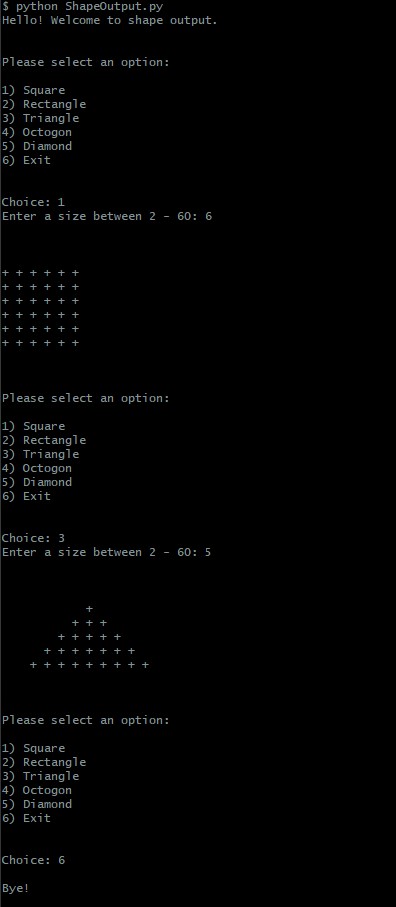 $ python ShapeOutput.py
Hello! Welcome to shape output.
Please select an option:
1) Square
2) Rectangle
3) Triangle
4) Octogon
5) Diamond
6) Exit
Choice: 1
Enter a size between 2 - 60: 6
+ + + + + +
+ + + + + +
+ + + + + +
+ + + + + +
+ + + + + +
+ + + + + +
Please select an option:
1) Square
2) Rectangle
3) Triangle
4) Octogon
5) Diamond
6) Exit
Choice: 3
Enter a size between 2 - 60: 5
            +
          + + +
        + + + + +
      + + + + + + +
    + + + + + + + + +
Please select an option:
1) Square
2) Rectangle
3) Triangle
4) Octogon
5) Diamond
6) Exit
Choice: 6
Bye!